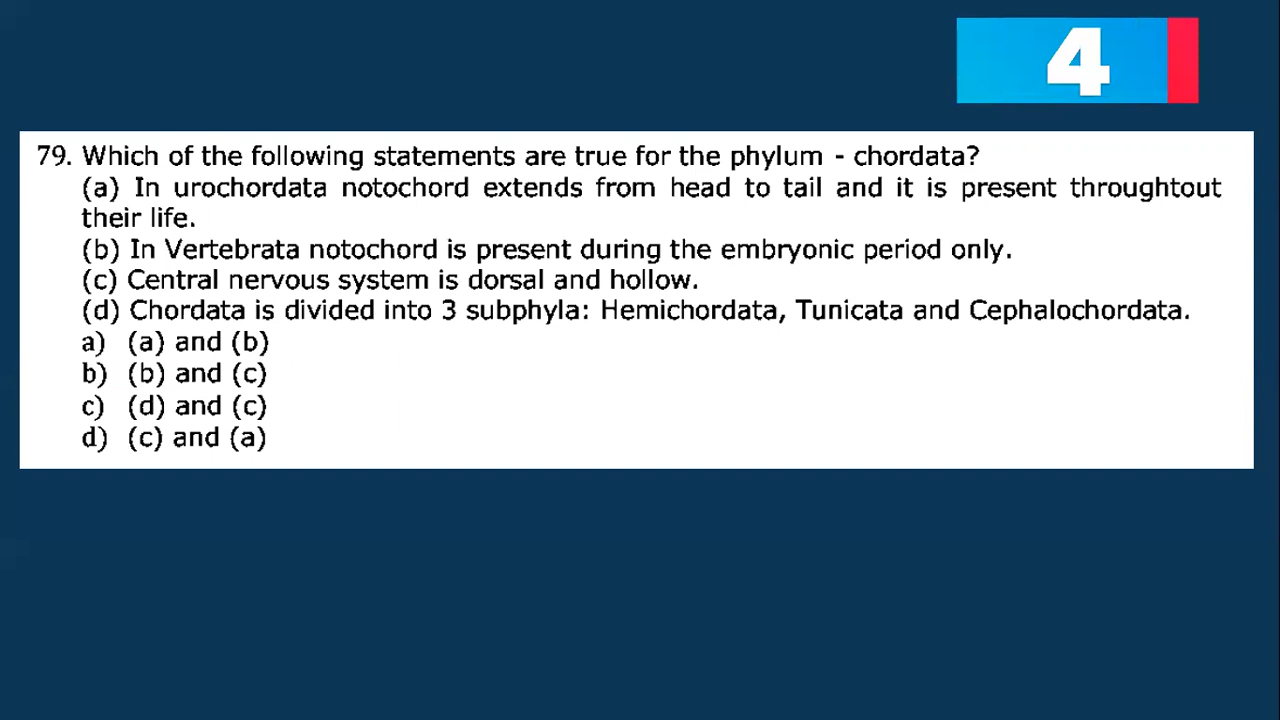 4
79. Which of the following statements are true for the phylum - chordata?
(a) In urochordata notochord extends from head to tail and it is present throughtout
their life.
(b) In Vertebrata notochord is present during the embryonic period only.
(c) Central nervous system is dorsal and hollow.
(d) Chordata is divided into 3 subphyla: Hemichordata, Tunicata and Cephalochordata.
a) (a) and (b)
b) (b) and (c)
c) (d) and (c)
d) (c) and (a)